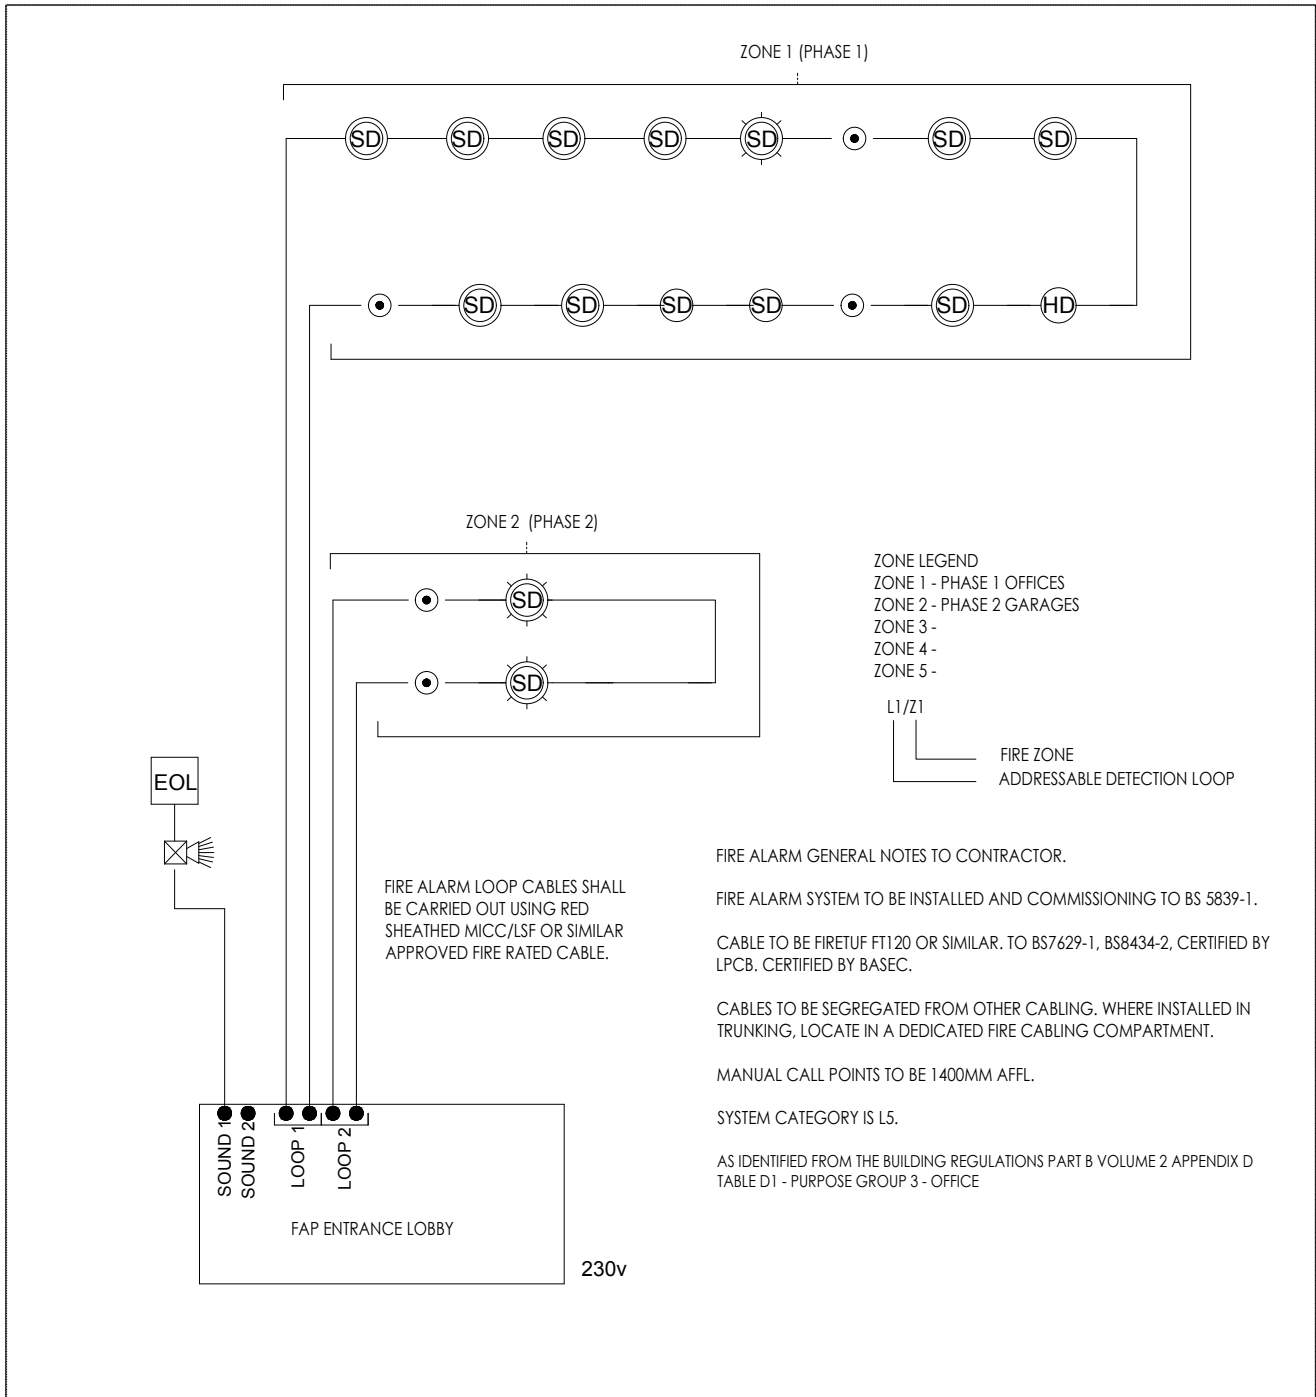 ZONE 1 (PHASE 1)
SD SD SD SD SD SD SD
SD SD SD SD SD HD
ZONE 2 (PHASE 2)
SD
SD
ZONE LEGEND
ZONE 1 - PHASE 1 OFFICES
ZONE 2 - PHASE 2 GARAGES
ZONE 3 -
ZONE 4 -
ZONE 5 -
L1/Z1
FIRE ZONE
ADDRESSABLE DETECTION LOOP
EOL
FIRE ALARM LOOP CABLES SHALL
BE CARRIED OUT USING RED
SHEATHED MICC/LSF OR SIMILAR
APPROVED FIRE RATED CABLE.
FIRE ALARM GENERAL NOTES TO CONTRACTOR.
FIRE ALARM SYSTEM TO BE INSTALLED AND COMMISSIONING TO BS 5839-1.
CABLE TO BE FIRETUF FT120 OR SIMILAR. TO BS7629-1, BS8434-2, CERTIFIED BY
LPCB. CERTIFIED BY BASEC.
CABLES TO BE SEGREGATED FROM OTHER CABLING. WHERE INSTALLED IN
TRUNKING, LOCATE IN A DEDICATED FIRE CABLING COMPARTMENT.
MANUAL CALL POINTS TO BE 1400MM AFFL.
SYSTEM CATEGORY IS L5.
AS IDENTIFIED FROM THE BUILDING REGULATIONS PART B VOLUME 2 APPENDIX D
TABLE D1 - PURPOSE GROUP 3 - OFFICE
SOUND 1
SOUND 2
LOOP 1
LOOP 2
FAP ENTRANCE LOBBY
230v